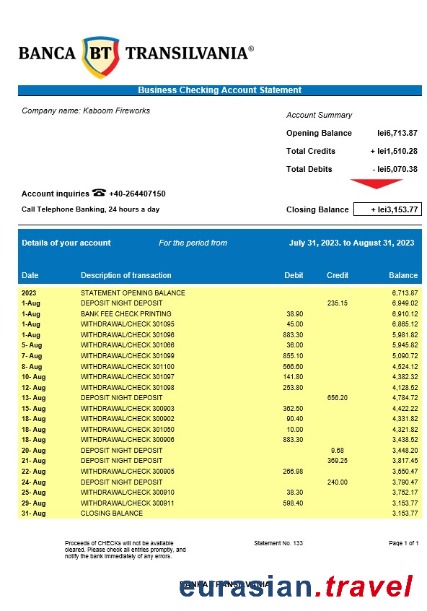 BANCA BT TRANSILVANIA®
Business Checking Account Statement
Company name: Kaboom Fireworks
Account Summary
Opening Balance lei6,713.87
Total Credits + lei1,510.28
Total Debits - lei5,070.38
Account inquiries ☎ +40-264407150
Call Telephone Banking, 24 hours a day
Closing Balance + lei3,153.77
Details of your account For the period from July 31, 2023. to August 31, 2023
Date Description of transaction Debit Credit Balance
2023 STATEMENT OPENING BALANCE 6,713.87
1-Aug DEPOSIT NIGHT DEPOSIT 235.15 6,949.02
1-Aug BANK FEE CHECK PRINTING 38.90 6,910.12
1-Aug WITHDRAWAL/CHECK 301095 45.00 6,865.12
1-Aug WITHDRAWAL/CHECK 301096 883.30 5,981.82
5- Aug WITHDRAWAL/CHECK 301066 36.00 5,945.82
7- Aug WITHDRAWAL/CHECK 301099 855.10 5,090.72
8- Aug WITHDRAWAL/CHECK 301100 566.60 4,524.12
10- Aug WITHDRAWAL/CHECK 301097 141.80 4,382.32
12- Aug WITHDRAWAL/CHECK 301098 253.80 4,128.52
13- Aug DEPOSIT NIGHT DEPOSIT 656.20 4,784.72
15- Aug WITHDRAWAL/CHECK 300903 362.50 4,422.22
18- Aug WITHDRAWAL/CHECK 300902 90.40 4,331.82
18- Aug WITHDRAWAL/CHECK 301050 10.00 4,321.82
18- Aug WITHDRAWAL/CHECK 300906 883.30 3,438.52
20- Aug DEPOSIT NIGHT DEPOSIT 9.68 3,448.20
21- Aug DEPOSIT NIGHT DEPOSIT 369.25 3,817.45
22- Aug WITHDRAWAL/CHECK 300905 266.98 3,550.47
24- Aug DEPOSIT NIGHT DEPOSIT 240.00 3,790.47
25- Aug WITHDRAWAL/CHECK 300910 38.30 3,752.17
29- Aug WITHDRAWAL/CHECK 300911 598.40 3,153.77
31- Aug CLOSING BALANCE 3,153.77
Proceeds of CHECKs will not be available Statement No. 133 Page 1 of 1
cleared. Please check all entries promptly, and
notify the bank immediately of any errors.
BANCA TRANSILVANIA
eurasian.travel